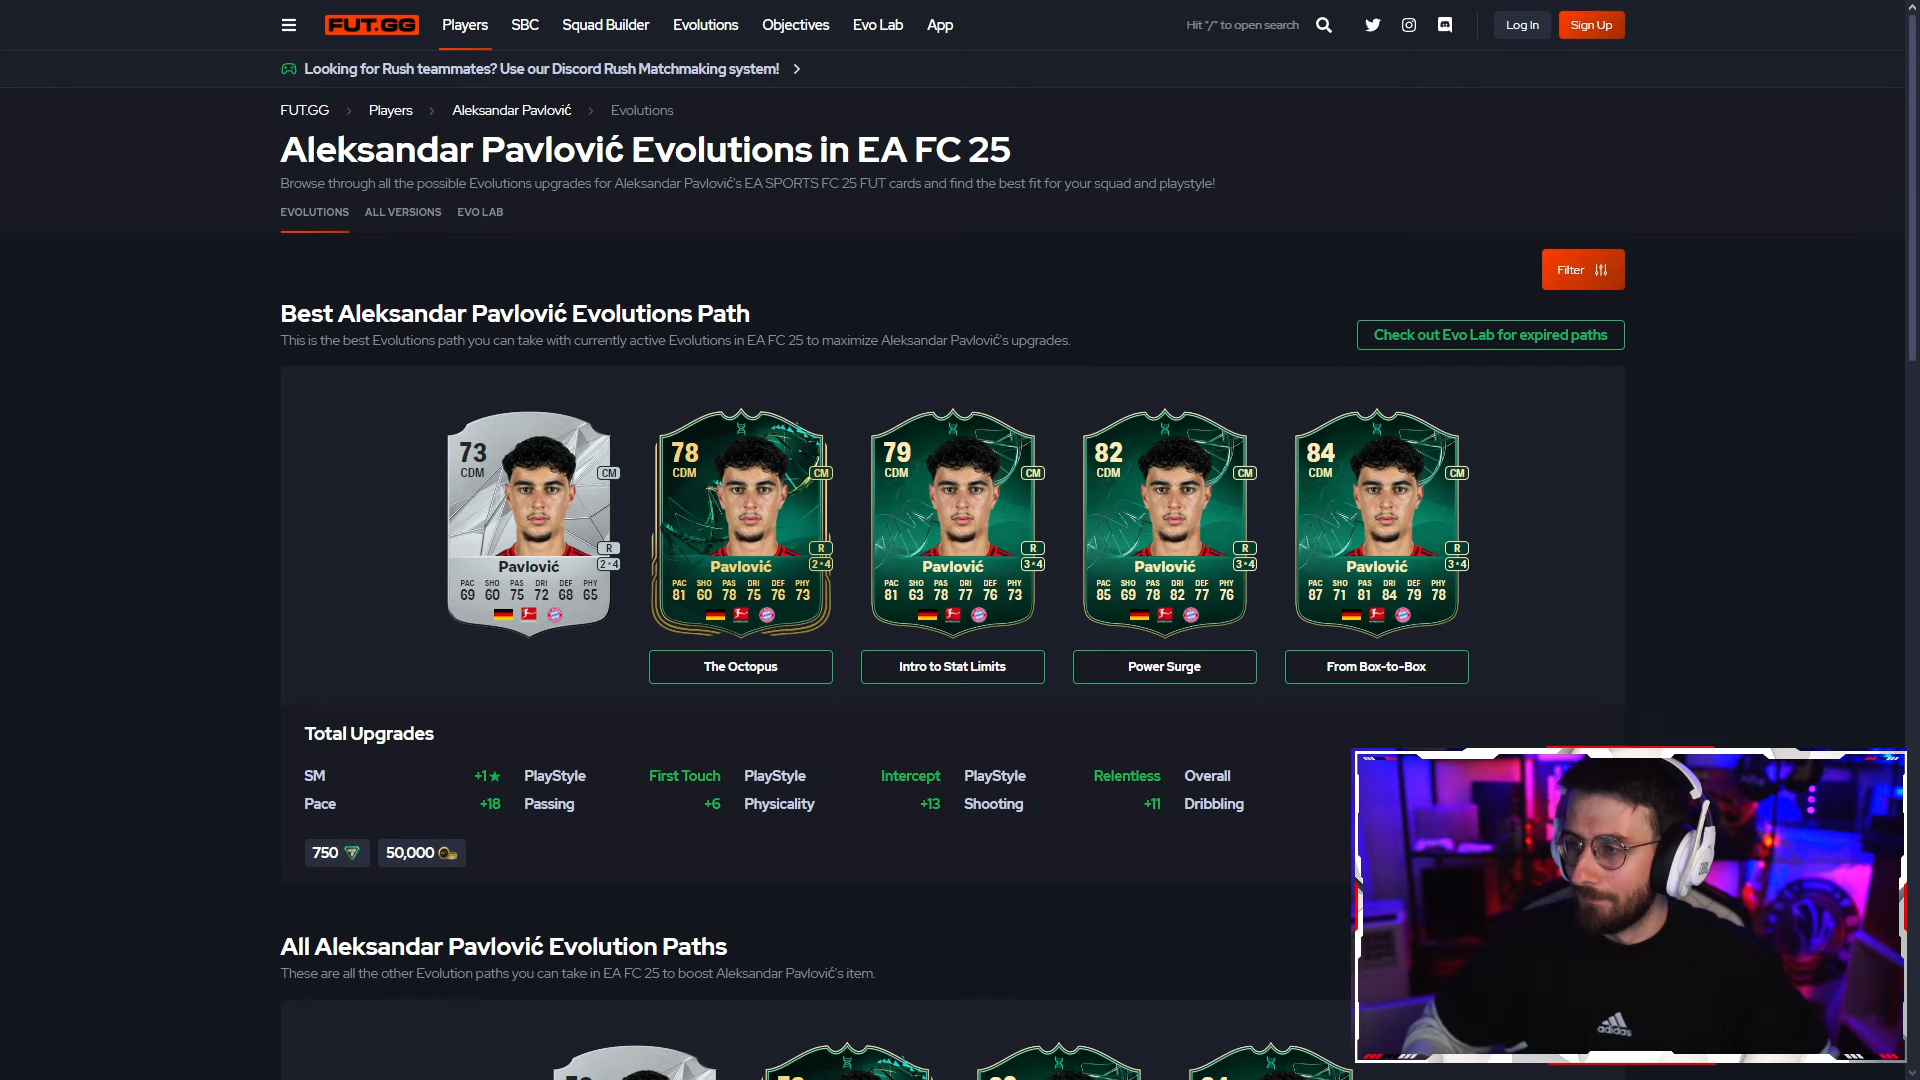 FUT.GG
Players
SBC
Squad Builder
Evolutions
Objectives
Evo Lab
App
Hit "/" to open search
Log In
Sign Up
Looking for Rush teammates? Use our Discord Rush Matchmaking system!
FUT.GG
Players
Aleksandar Pavlović
Evolutions
Aleksandar Pavlović Evolutions in EA FC 25
Browse through all the possible Evolutions upgrades for Aleksandar Pavlović's EA SPORTS FC 25 FUT cards and find the best fit for your squad and playstyle!
EVOLUTIONS
ALL VERSIONS
EVO LAB
Filter
Best Aleksandar Pavlović Evolutions Path
This is the best Evolutions path you can take with currently active Evolutions in EA FC 25 to maximize Aleksandar Pavlović's upgrades.
Check out Evo Lab for expired paths
73
CDM
CM
R
2★4
Pavlović
PAC SHO PAS DRI DEF PHY
69 60 75 72 68 65
78
CDM
CM
R
2★4
Pavlović
PAC SHO PAS DRI DEF PHY
81 60 78 75 76 73
The Octopus
79
CDM
CM
R
3★4
Pavlović
PAC SHO PAS DRI DEF PHY
81 63 78 77 76 73
Intro to Stat Limits
82
CDM
CM
R
3★4
Pavlović
PAC SHO PAS DRI DEF PHY
85 69 78 82 77 76
Power Surge
84
CDM
CM
R
3★4
Pavlović
PAC SHO PAS DRI DEF PHY
87 71 81 84 79 78
From Box-to-Box
Total Upgrades
SM +1★ PlayStyle First Touch PlayStyle Intercept PlayStyle Relentless Overall
Pace +18 Passing +6 Physicality +13 Shooting +11 Dribbling
750
50,000
All Aleksandar Pavlović Evolution Paths
These are all the other Evolution paths you can take in EA FC 25 to boost Aleksandar Pavlović's item.
adidas